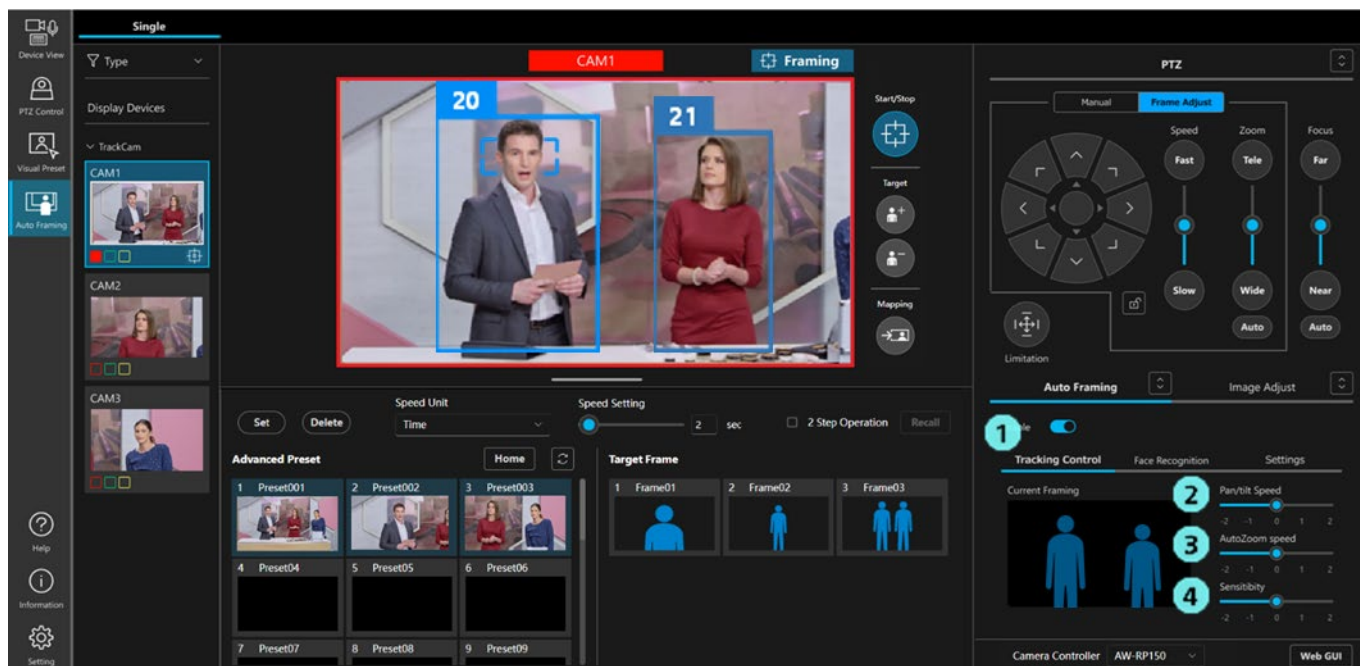 Single
Device View
PTZ Control
Visual Preset
Auto Framing
Help
Information
Setting
Type
Display Devices
TrackCam
CAM1
CAM2
CAM3
CAM1
Framing
20
21
Start/Stop
Target
Mapping
Set
Delete
Speed Unit
Time
Speed Setting
2 sec
2 Step Operation
Recall
Advanced Preset
Home
1 Preset001
2 Preset002
3 Preset003
4 Preset04
5 Preset05
6 Preset06
7 Preset07
8 Preset08
9 Preset09
Target Frame
1 Frame01
2 Frame02
3 Frame03
PTZ
Manual
Frame Adjust
Speed
Zoom
Focus
Fast
Tele
Far
Slow
Wide
Near
Auto
Auto
Limitation
Auto Framing
Image Adjust
1
Tracking Control
Face Recognition
Settings
Current Framing
2
Pan/tilt Speed
-2 -1 0 1 2
3
AutoZoom speed
-2 -1 0 1 2
4
Sensitibity
-2 -1 0 1 2
Camera Controller
AW-RP150
Web GUI